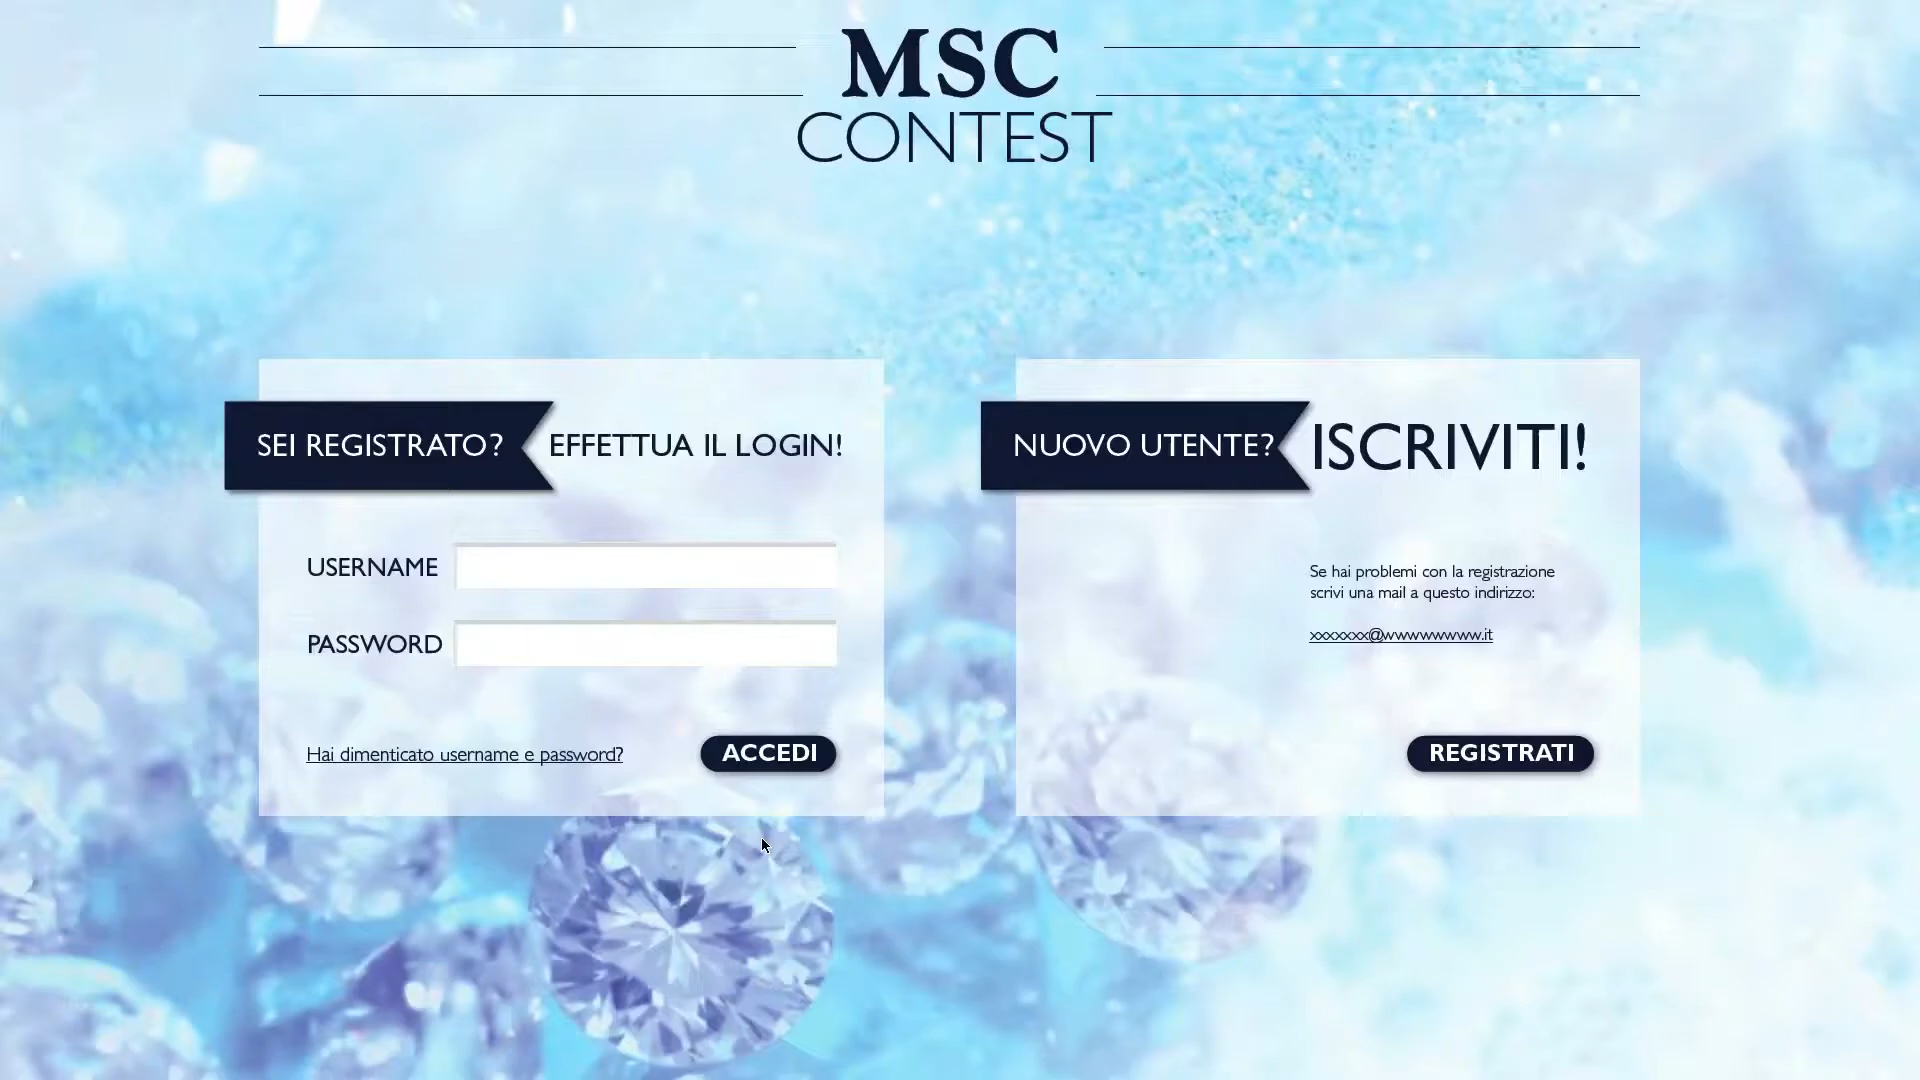 MSC
CONTEST
SEI REGISTRATO? EFFETTUA IL LOGIN!
USERNAME
PASSWORD
Hai dimenticato username e password?
ACCEDI
NUOVO UTENTE? ISCRIVITI!
Se hai problemi con la registrazione
scrivi una mail a questo indirizzo:
xxxxxxx@wwwwwwww.it
REGISTRATI